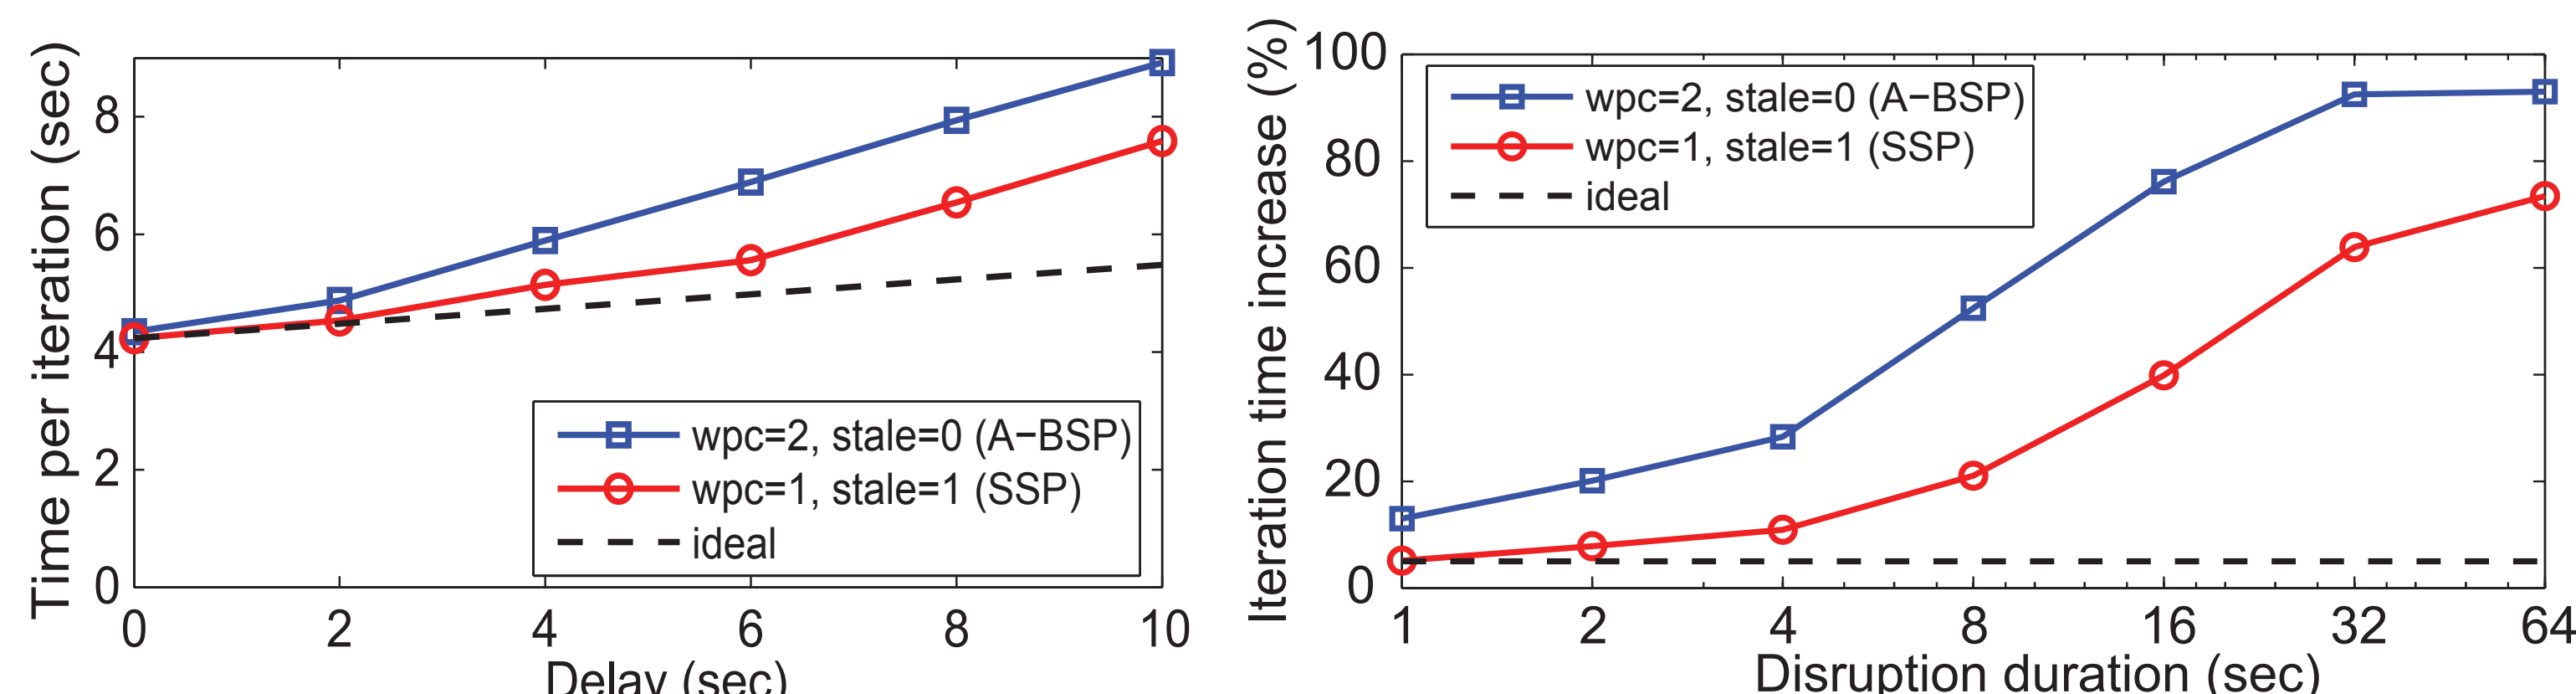 Time per iteration (sec)
8
6
4
2
0
0 2 4 6 8 10
Delay (sec)
wpc=2, stale=0 (A−BSP)
wpc=1, stale=1 (SSP)
ideal
Iteration time increase (%)
100
80
60
40
20
0
1 2 4 8 16 32 64
Disruption duration (sec)
wpc=2, stale=0 (A−BSP)
wpc=1, stale=1 (SSP)
ideal